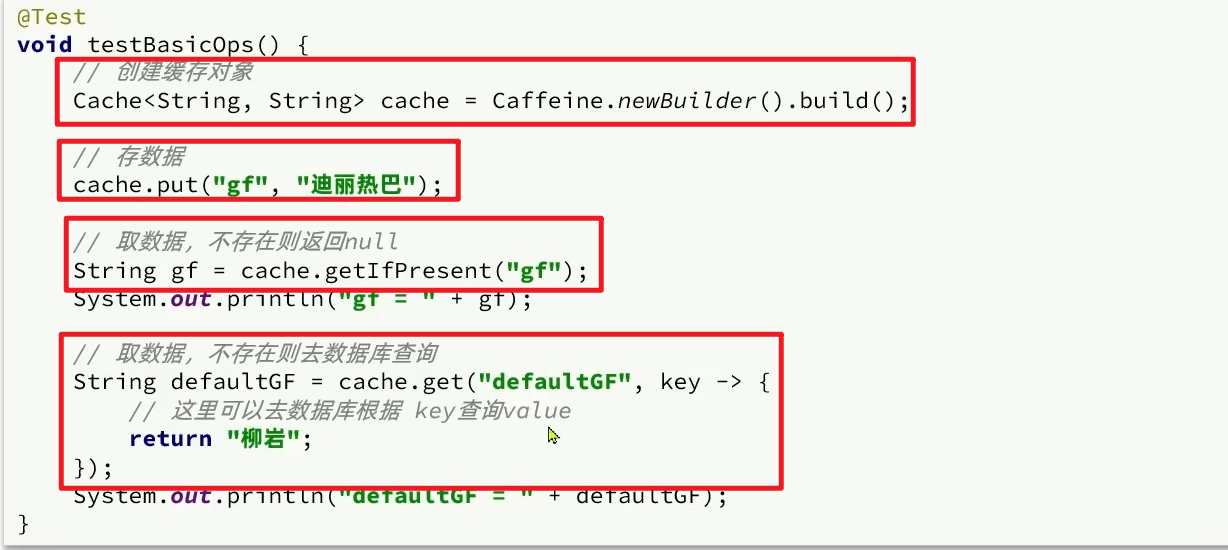 @Test
void testBasicOps() {
// 创建缓存对象
Cache<String, String> cache = Caffeine.newBuilder().build();
// 存数据
cache.put("gf", "迪丽热巴");
// 取数据，不存在则返回null
String gf = cache.getIfPresent("gf");
System.out.println("gf = " + gf);
// 取数据，不存在则去数据库查询
String defaultGF = cache.get("defaultGF", key -> {
// 这里可以去数据库根据 key查询value
return "柳岩";
});
System.out.println("defaultGF = " + defaultGF);
}